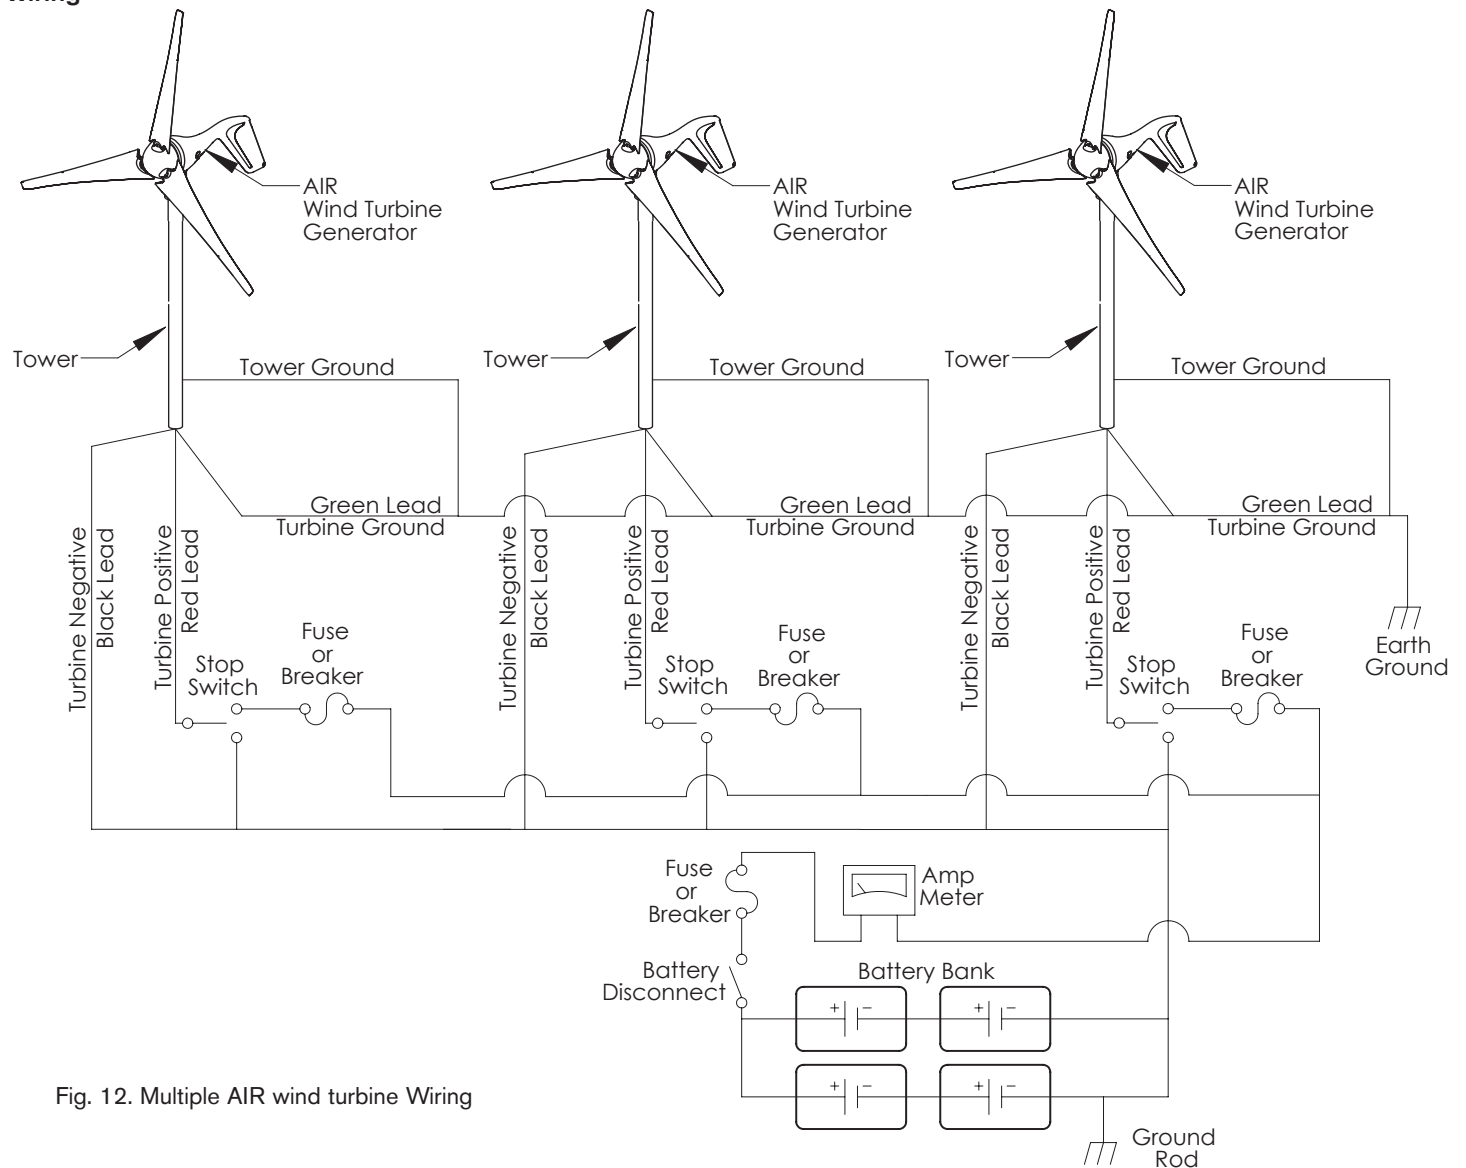 Wiring
AIR
Wind Turbine
Generator
AIR
Wind Turbine
Generator
AIR
Wind Turbine
Generator
Tower
Tower
Tower
Tower Ground
Tower Ground
Tower Ground
Green Lead
Turbine Ground
Green Lead
Turbine Ground
Green Lead
Turbine Ground
Turbine Negative
Black Lead
Turbine Positive
Red Lead
Turbine Negative
Black Lead
Turbine Positive
Red Lead
Turbine Negative
Black Lead
Turbine Positive
Red Lead
Earth
Ground
Stop
Switch
Fuse
or
Breaker
Stop
Switch
Fuse
or
Breaker
Stop
Switch
Fuse
or
Breaker
Fuse
or
Breaker
Amp
Meter
Battery
Disconnect
Battery Bank
+ −
+ −
+ −
+ −
Ground
Rod
Fig. 12. Multiple AIR wind turbine Wiring